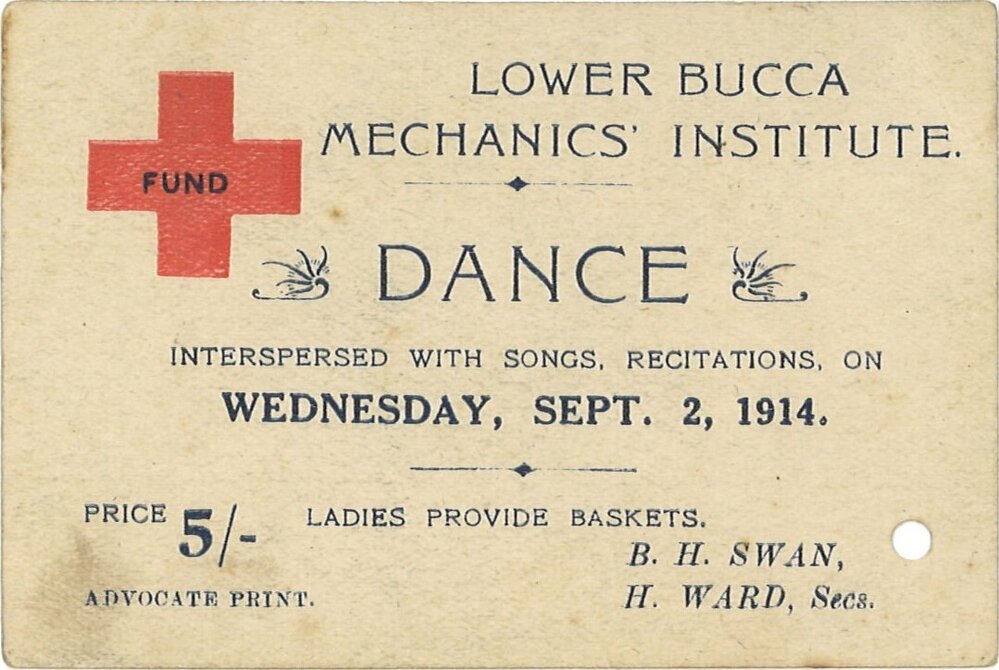 LOWER BUCCA
MECHANICS' INSTITUTE.
FUND
DANCE
INTERSPERSED WITH SONGS, RECITATIONS, ON
WEDNESDAY, SEPT. 2, 1914.
PRICE 5/- LADIES PROVIDE BASKETS.
B. H. SWAN,
ADVOCATE PRINT. H. WARD, Secs.